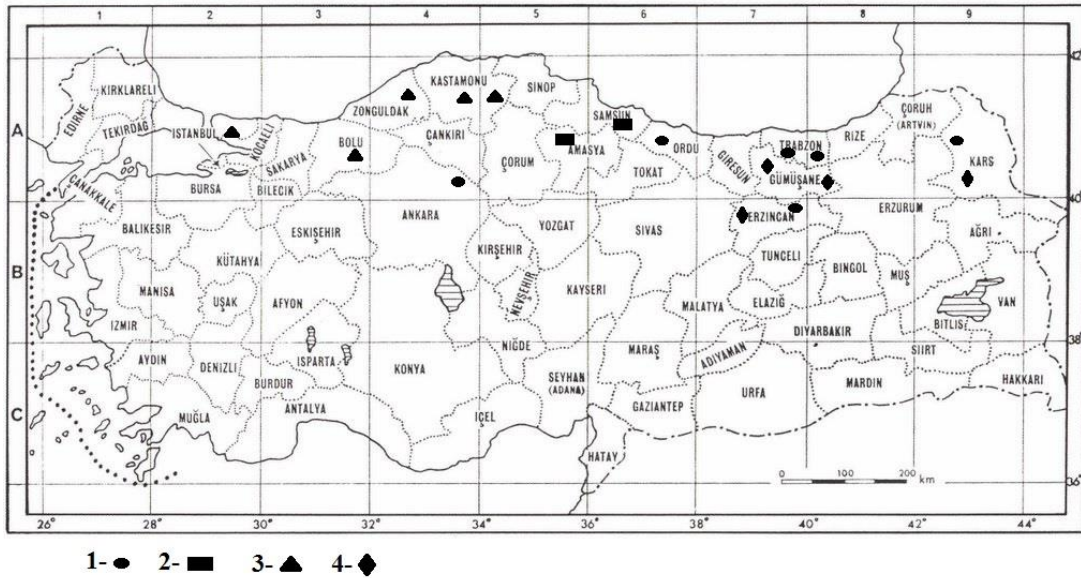 1 2 3 4 5 6 7 8 9
42°
KASTAMONU
SİNOP
KIRKLARELİ
ZONGULDAK
SAMSUN
ÇORUH
(ARTVİN)
EDİRNE
TEKİRDAĞ
İSTANBUL
KOCAELİ
A
BOLU
ÇANKIRI
AMASYA
ORDU
TRABZON
RİZE
A
SAKARYA
ÇORUM
GİRESUN
KARS
BURSA
BİLECİK
TOKAT
GÜMÜŞANE
ÇANAKKALE
40°
BALIKESİR
ESKİŞEHİR
ANKARA
YOZGAT
SİVAS
ERZİNCAN
ERZURUM
AĞRI
KÜTAHYA
KIRŞEHİR
TUNCELİ
BİNGOL
MUŞ
B
MANİSA
UŞAK
AFYON
NEVŞEHİR
KAYSERİ
MALATYA
ELAZIĞ
VAN
B
İZMİR
BİTLİS
DİYARBAKIR
38°
AYDIN
DENİZLİ
ISPARTA
KONYA
NİĞDE
MARAŞ
ADIYAMAN
SİİRT
BURDUR
SEYHAN
(ADANA)
MARDİN
HAKKARİ
C
MUĞLA
ANTALYA
İÇEL
GAZİANTEP
URFA
C
HATAY
0 100 200
km
36°
26° 28° 30° 32° 34° 36° 38° 40° 42° 44°
1- 2- 3- 4-